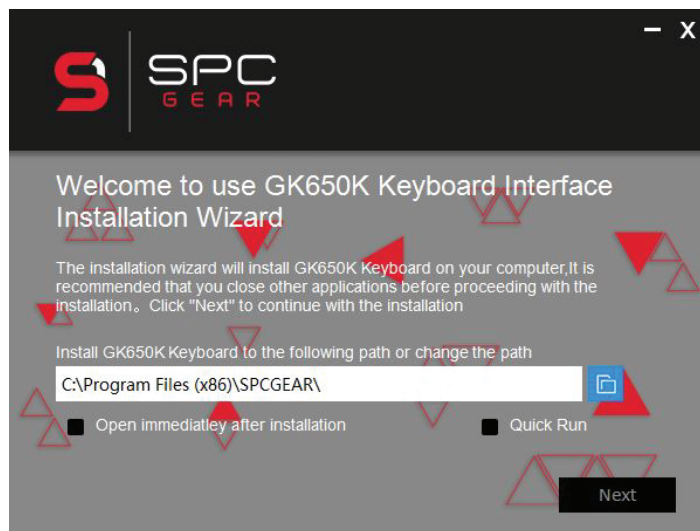 SPC
GEAR
Welcome to use GK650K Keyboard Interface
Installation Wizard
The installation wizard will install GK650K Keyboard on your computer,It is
recommended that you close other applications before proceeding with the
installation。Click "Next" to continue with the installation
Install GK650K Keyboard to the following path or change the path
C:\Program Files (x86)\SPCGEAR\
Open immediatley after installation
Quick Run
Next